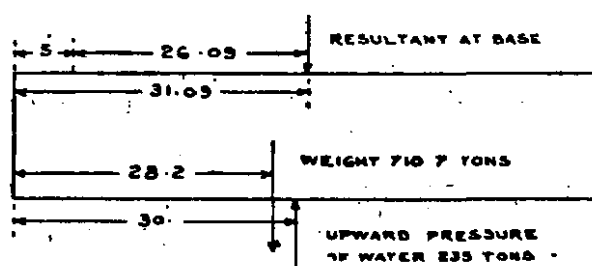 5 26.09
RESULTANT AT BASE
31.09
WEIGHT 710.7 TONS
28.2
30.
UPWARD PRESSURE
OF WATER 235 TONS.